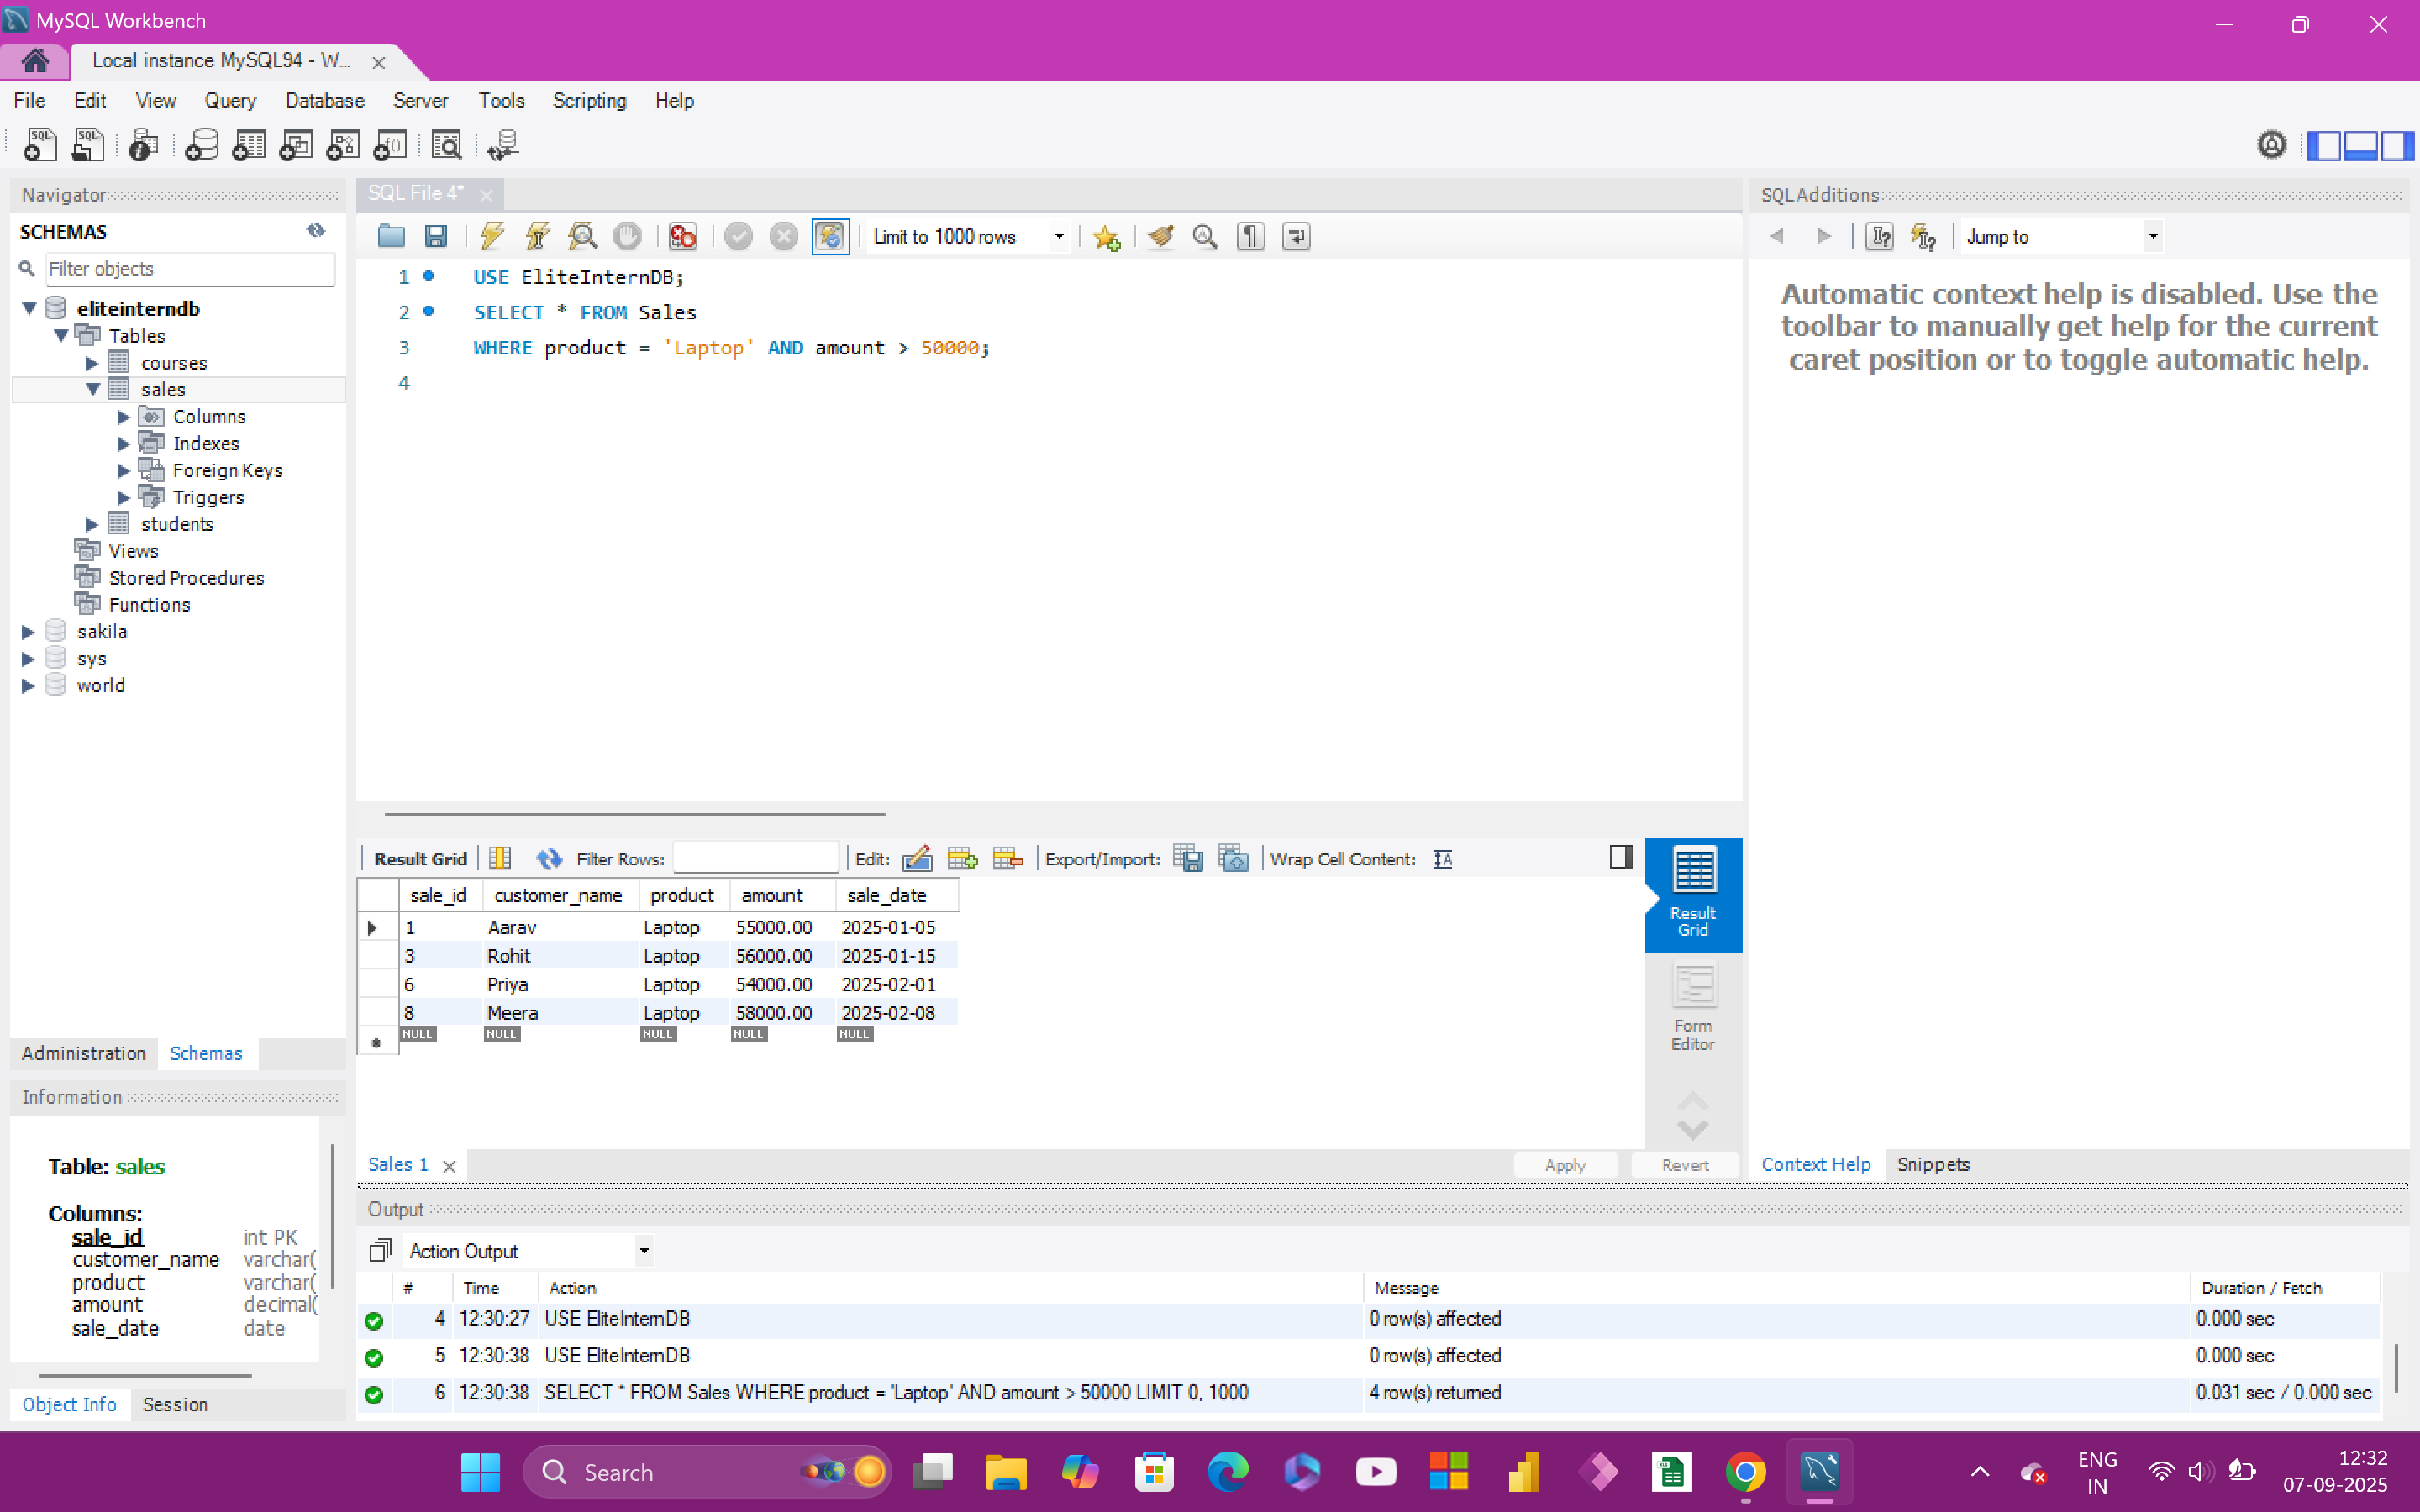 MySQL Workbench
Local instance MySQL94 - W...
File Edit View Query Database Server Tools Scripting Help
Navigator
SCHEMAS
Filter objects
eliteinterndb
Tables
courses
sales
Columns
Indexes
Foreign Keys
Triggers
students
Views
Stored Procedures
Functions
sakila
sys
world
Administration Schemas
Information
Table: sales
Columns:
sale_id int PK
customer_name varchar(
product varchar(
amount decimal(
sale_date date
Object Info Session
SQL File 4*
Limit to 1000 rows
1 USE EliteInternDB;
2 SELECT * FROM Sales
3 WHERE product = 'Laptop' AND amount > 50000;
4
Result Grid Filter Rows: Edit: Export/Import: Wrap Cell Content:
sale_id customer_name product amount sale_date
1 Aarav Laptop 55000.00 2025-01-05
3 Rohit Laptop 56000.00 2025-01-15
6 Priya Laptop 54000.00 2025-02-01
8 Meera Laptop 58000.00 2025-02-08
NULL NULL NULL NULL NULL
Result
Grid
Form
Editor
Sales 1 Apply Revert
SQLAdditions
Jump to
Automatic context help is disabled. Use the
toolbar to manually get help for the current
caret position or to toggle automatic help.
Context Help Snippets
Output
Action Output
# Time Action Message Duration / Fetch
4 12:30:27 USE EliteInternDB 0 row(s) affected 0.000 sec
5 12:30:38 USE EliteInternDB 0 row(s) affected 0.000 sec
6 12:30:38 SELECT * FROM Sales WHERE product = 'Laptop' AND amount > 50000 LIMIT 0, 1000 4 row(s) returned 0.031 sec / 0.000 sec
Search
ENG
IN
12:32
07-09-2025